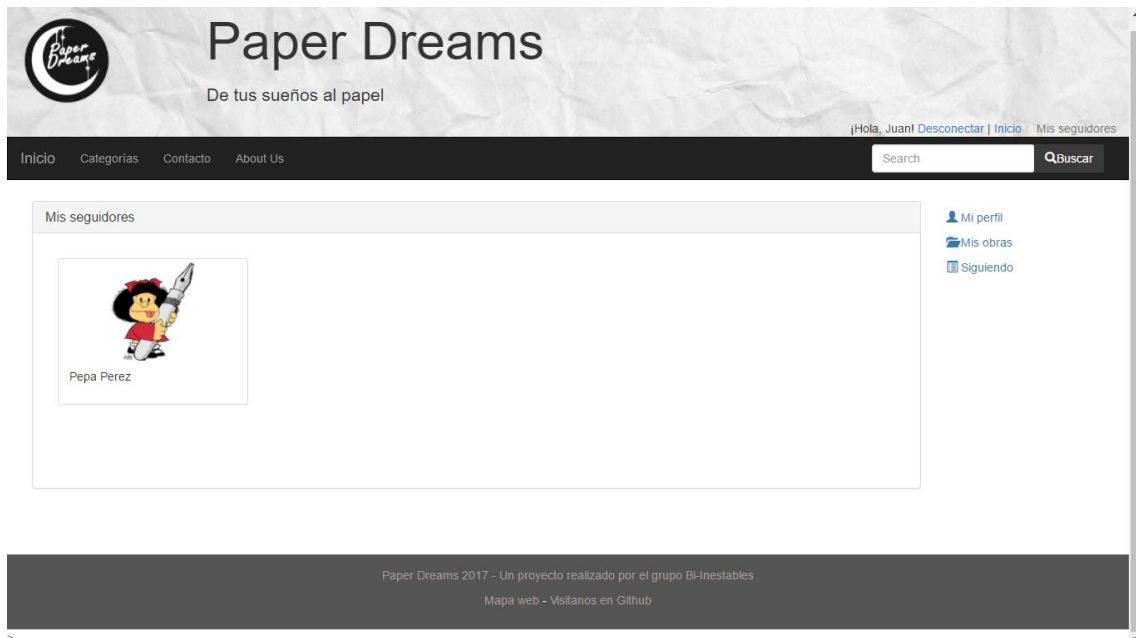 Paper
Dreams
Paper Dreams
De tus sueños al papel
¡Hola, Juan! Desconectar | Inicio / Mis seguidores
Inicio Categorias Contacto About Us Search Buscar
Mis seguidores
Mi perfil
Mis obras
Siguiendo
Pepa Perez
Paper Dreams 2017 - Un proyecto realizado por el grupo Bi-Inestables
Mapa web - Visitanos en Github
>